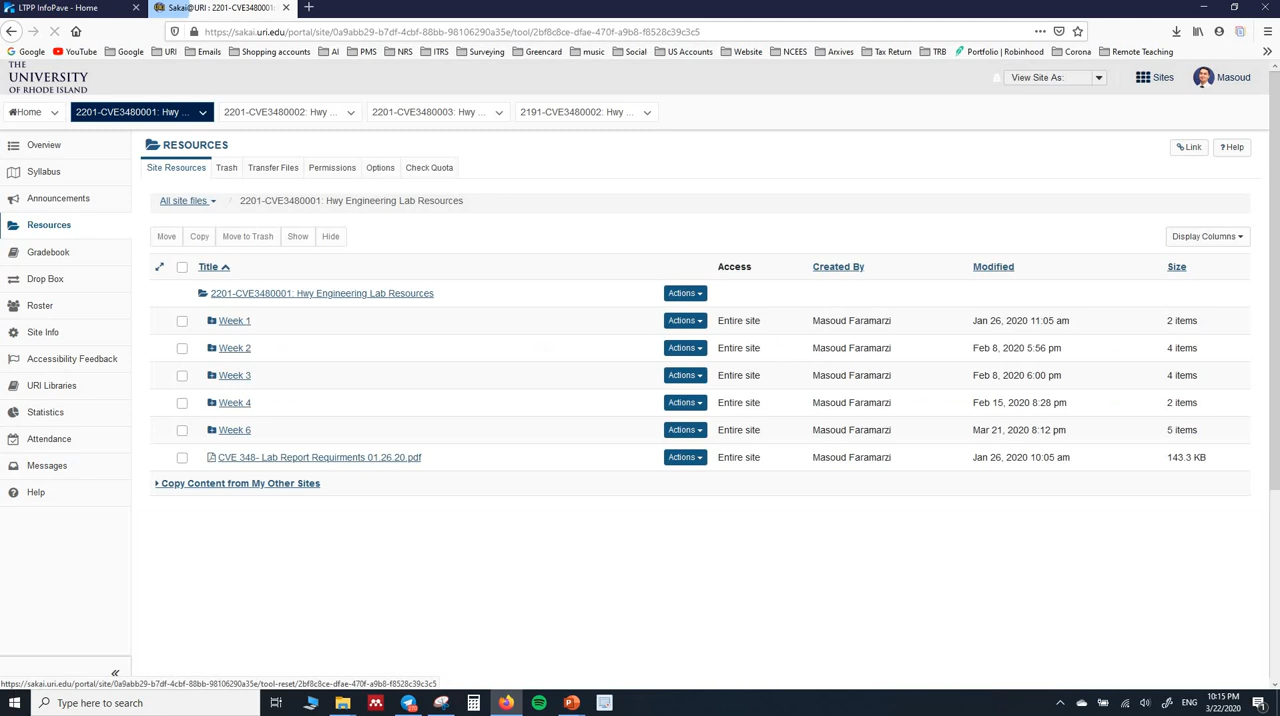 LTPP InfoPave - Home
Sakai@URI : 2201-CVE3480001:
https://sakai.uri.edu/portal/site/0a9abb29-b7df-4cbf-88bb-98106290a35e/tool/2bf8c8ce-dfae-470f-a9b8-f8528c39c3c5
Google YouTube Google URI Emails Shopping accounts AI PMS NRS ITRS Surveying Greencard music Social US Accounts Website NCEES Arxives Tax Return TRB Portfolio | Robinhood Corona Remote Teaching
THE
UNIVERSITY
OF RHODE ISLAND
View Site As: Sites Masoud
Home 2201-CVE3480001: Hwy ... 2201-CVE3480002: Hwy ... 2201-CVE3480003: Hwy ... 2191-CVE3480002: Hwy ...
Overview
Syllabus
Announcements
Resources
Gradebook
Drop Box
Roster
Site Info
Accessibility Feedback
URI Libraries
Statistics
Attendance
Messages
Help
RESOURCES
Link ? Help
Site Resources Trash Transfer Files Permissions Options Check Quota
All site files / 2201-CVE3480001: Hwy Engineering Lab Resources
Move Copy Move to Trash Show Hide Display Columns
Title Access Created By Modified Size
2201-CVE3480001: Hwy Engineering Lab Resources Actions
Week 1 Actions Entire site Masoud Faramarzi Jan 26, 2020 11:05 am 2 items
Week 2 Actions Entire site Masoud Faramarzi Feb 8, 2020 5:56 pm 4 items
Week 3 Actions Entire site Masoud Faramarzi Feb 8, 2020 6:00 pm 4 items
Week 4 Actions Entire site Masoud Faramarzi Feb 15, 2020 8:28 pm 2 items
Week 6 Actions Entire site Masoud Faramarzi Mar 21, 2020 8:12 pm 5 items
CVE 348- Lab Report Requirments 01.26.20.pdf Actions Entire site Masoud Faramarzi Jan 26, 2020 10:05 am 143.3 KB
Copy Content from My Other Sites
https://sakai.uri.edu/portal/site/0a9abb29-b7df-4cbf-88bb-98106290a35e/tool-reset/2bf8c8ce-dfae-470f-a9b8-f8528c39c3c5
Type here to search
ENG
10:15 PM
3/22/2020